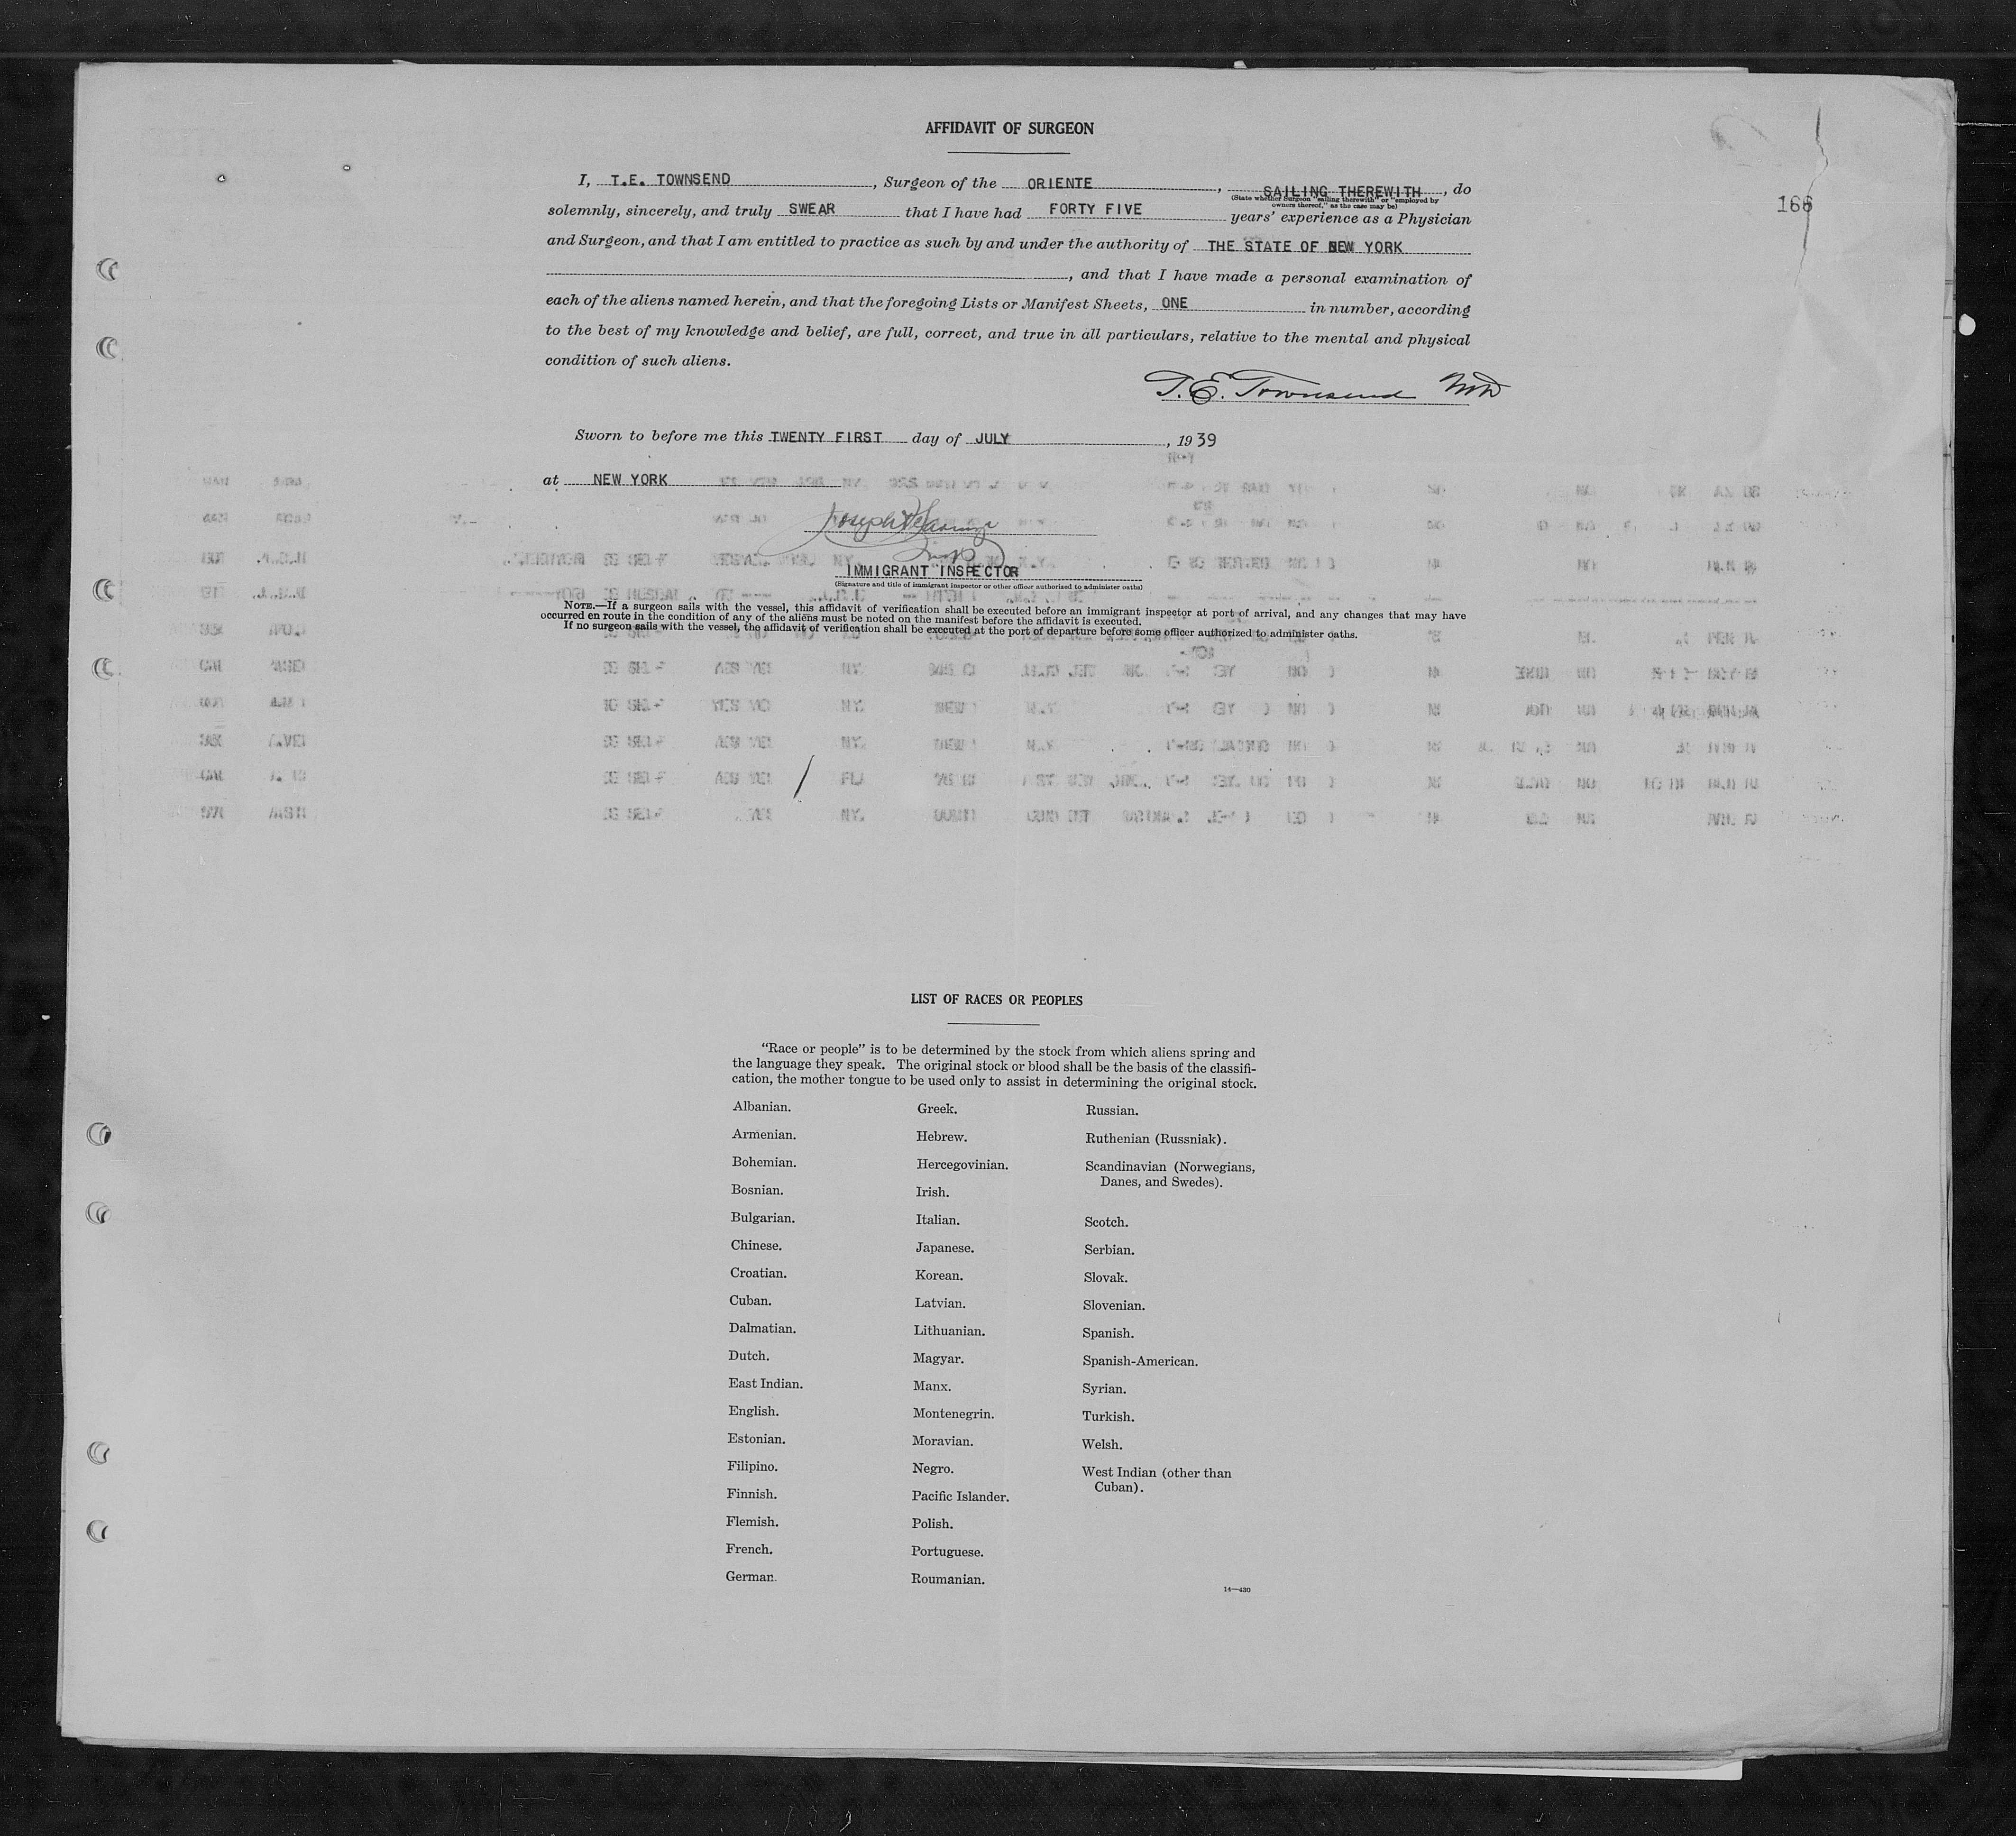 AFFIDAVIT OF SURGEON
166
I, T.E. TOWNSEND, Surgeon of the ORIENTE, SAILING THEREWITH, do
(State whether Surgeon "sailing therewith" or "employed by
owners thereof," as the case may be)
solemnly, sincerely, and truly SWEAR that I have had FORTY FIVE years' experience as a Physician
and Surgeon, and that I am entitled to practice as such by and under the authority of THE STATE OF NEW YORK
, and that I have made a personal examination of
each of the aliens named herein, and that the foregoing Lists or Manifest Sheets, ONE in number, according
to the best of my knowledge and belief, are full, correct, and true in all particulars, relative to the mental and physical
condition of such aliens.
T. E. Townsend MD
Sworn to before me this TWENTY FIRST day of JULY, 1939
at NEW YORK
Joseph
Insp
IMMIGRANT INSPECTOR
(Signature and title of immigrant inspector or other officer authorized to administer oaths)
NOTE.—If a surgeon sails with the vessel, this affidavit of verification shall be executed before an immigrant inspector at port of arrival, and any changes that may have
occurred en route in the condition of any of the aliens must be noted on the manifest before the affidavit is executed.
If no surgeon sails with the vessel, the affidavit of verification shall be executed at the port of departure before some officer authorized to administer oaths.
LIST OF RACES OR PEOPLES
"Race or people" is to be determined by the stock from which aliens spring and
the language they speak. The original stock or blood shall be the basis of the classifi-
cation, the mother tongue to be used only to assist in determining the original stock.
Albanian.
Armenian.
Bohemian.
Bosnian.
Bulgarian.
Chinese.
Croatian.
Cuban.
Dalmatian.
Dutch.
East Indian.
English.
Estonian.
Filipino.
Finnish.
Flemish.
French.
German.
Greek.
Hebrew.
Hercegovinian.
Irish.
Italian.
Japanese.
Korean.
Latvian.
Lithuanian.
Magyar.
Manx.
Montenegrin.
Moravian.
Negro.
Pacific Islander.
Polish.
Portuguese.
Roumanian.
Russian.
Ruthenian (Russniak).
Scandinavian (Norwegians,
Danes, and Swedes).
Scotch.
Serbian.
Slovak.
Slovenian.
Spanish.
Spanish-American.
Syrian.
Turkish.
Welsh.
West Indian (other than
Cuban).
14—430